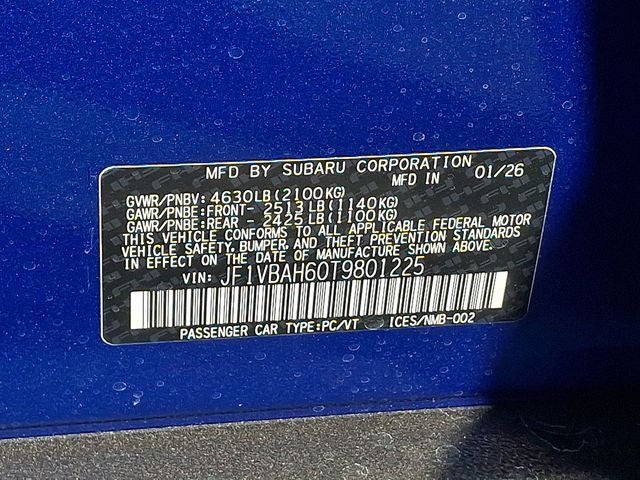 MFD BY SUBARU CORPORATION
MFD IN 01/26
GVWR/PNBV: 4630LB(2100KG)
GAWR/PNBE:FRONT- 2513LB(1140KG)
GAWR/PNBE:REAR - 2425LB(1100KG)
THIS VEHICLE CONFORMS TO ALL APPLICABLE FEDERAL MOTOR
VEHICLE SAFETY, BUMPER, AND THEFT PREVENTION STANDARDS
IN EFFECT ON THE DATE OF MANUFACTURE SHOWN ABOVE.
VIN: JF1VBAH60T9801225
PASSENGER CAR TYPE:PC/VT ICES/NMB-002